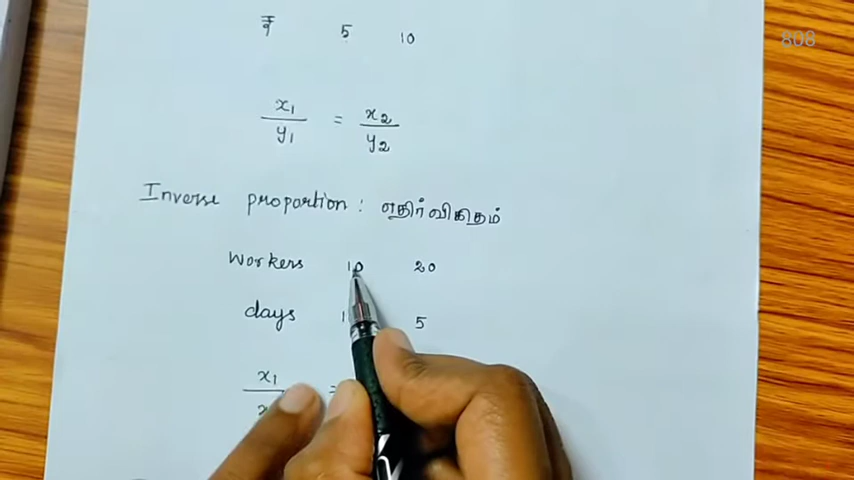 808
₹ 5 10
x₁/y₁ = x₂/y₂
Inverse proportion : எதிர்விகிதம்
Workers 10 20
days 5
x₁